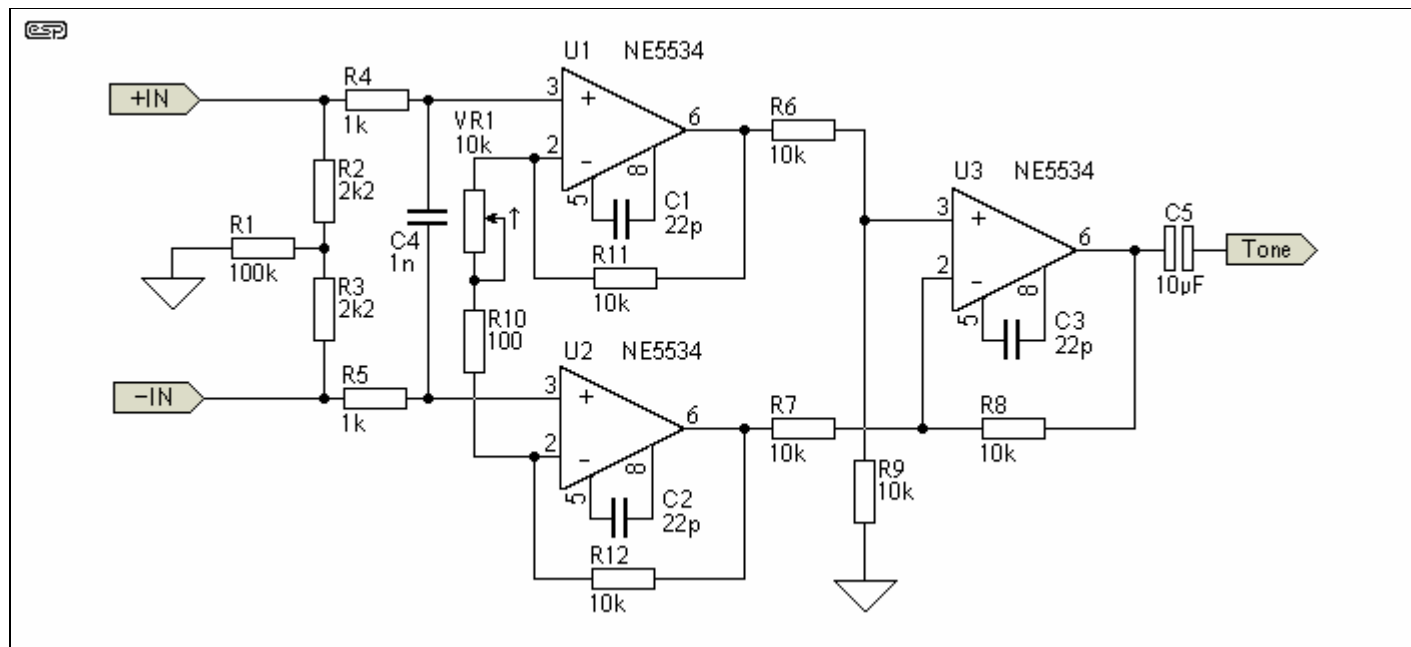 esp
U1 NE5534
+IN
R4
1k
3
+
2
−
6
5
8
VR1
10k
C1
22p
R11
10k
R6
10k
R2
2k2
R1
100k
R3
2k2
C4
1n
R10
100
U3 NE5534
3
+
2
−
6
5
8
C3
22p
C5
10µF
Tone
−IN
R5
1k
U2 NE5534
3
+
2
−
6
5
8
C2
22p
R12
10k
R7
10k
R8
10k
R9
10k